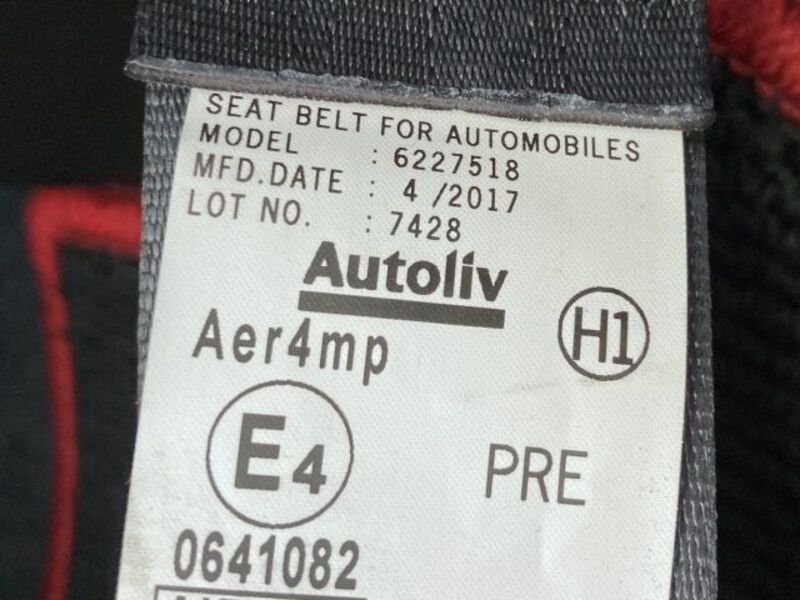 SEAT BELT FOR AUTOMOBILES
MODEL : 6227518
MFD.DATE : 4 /2017
LOT NO. : 7428
Autoliv
Aer4mp
H1
E4
PRE
0641082